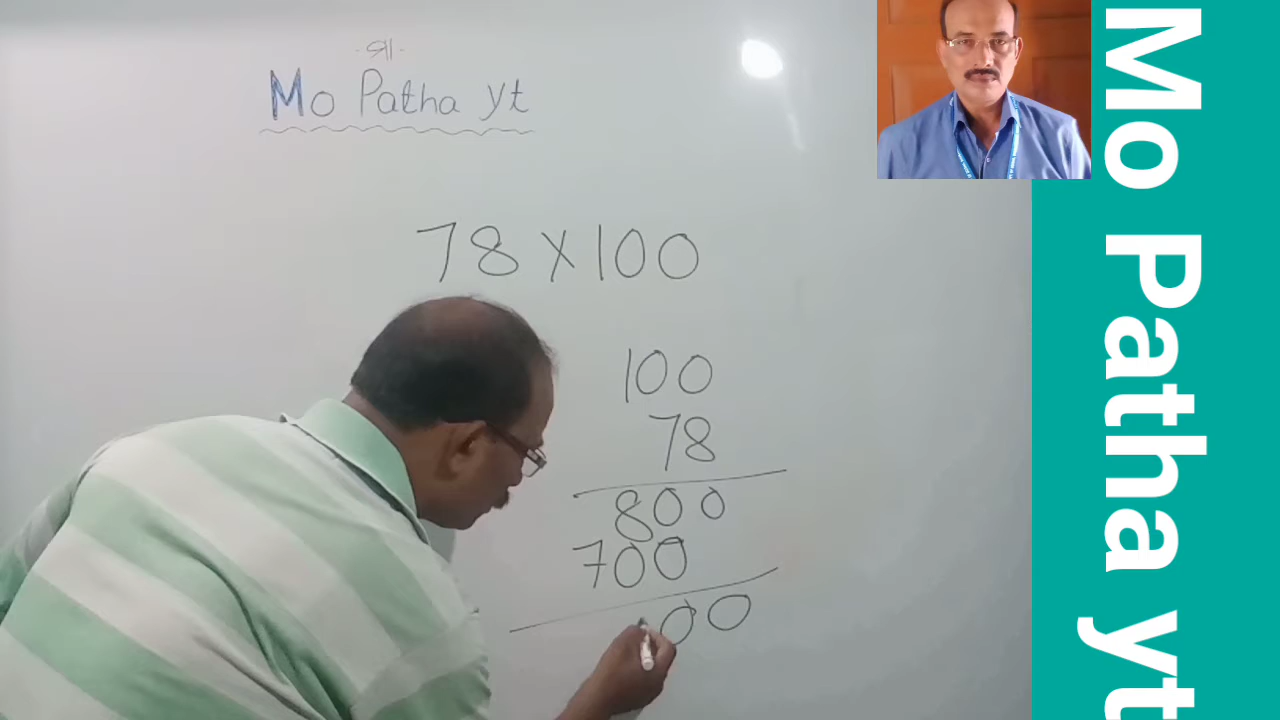 ଶ୍ରୀ
Mo Patha yt
78 X 100
100
78
800
700
00
Mo Patha yt